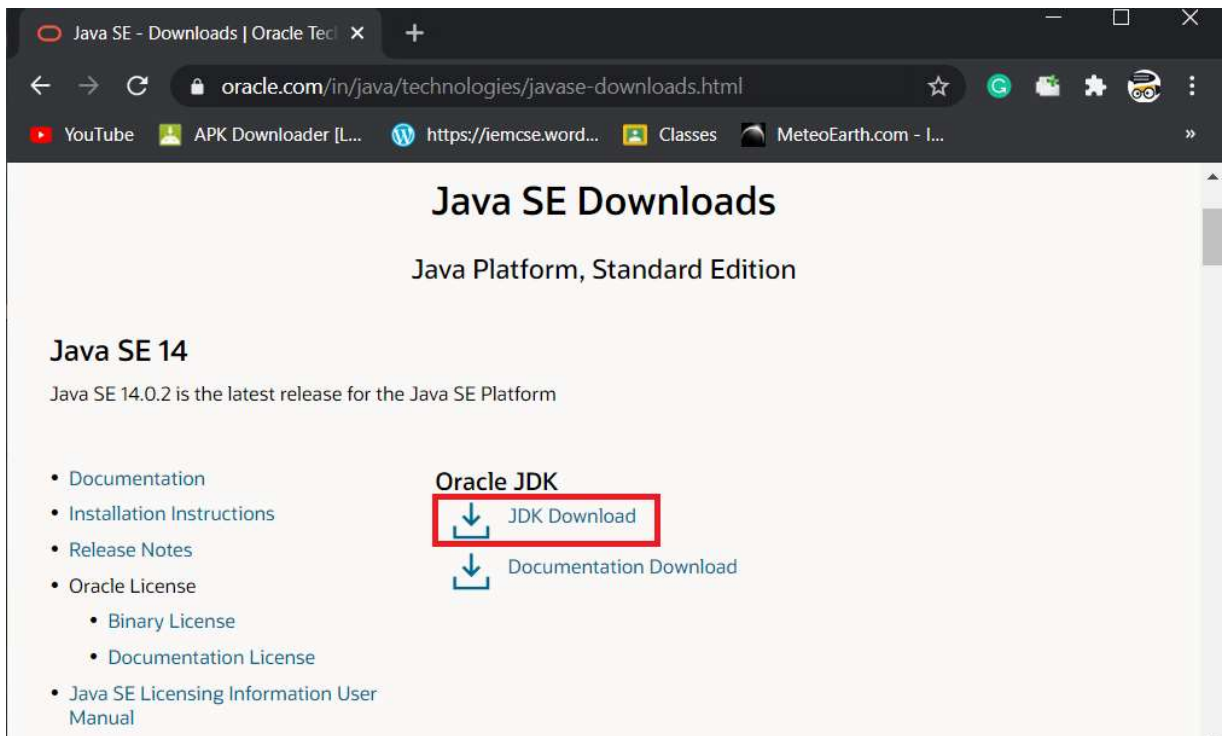 Java SE - Downloads | Oracle Tec
oracle.com/in/java/technologies/javase-downloads.html
YouTube APK Downloader [L... https://iemcse.word... Classes MeteoEarth.com - I... »
Java SE Downloads
Java Platform, Standard Edition
Java SE 14
Java SE 14.0.2 is the latest release for the Java SE Platform
• Documentation
• Installation Instructions
• Release Notes
• Oracle License
• Binary License
• Documentation License
• Java SE Licensing Information User
Manual
Oracle JDK
JDK Download
Documentation Download